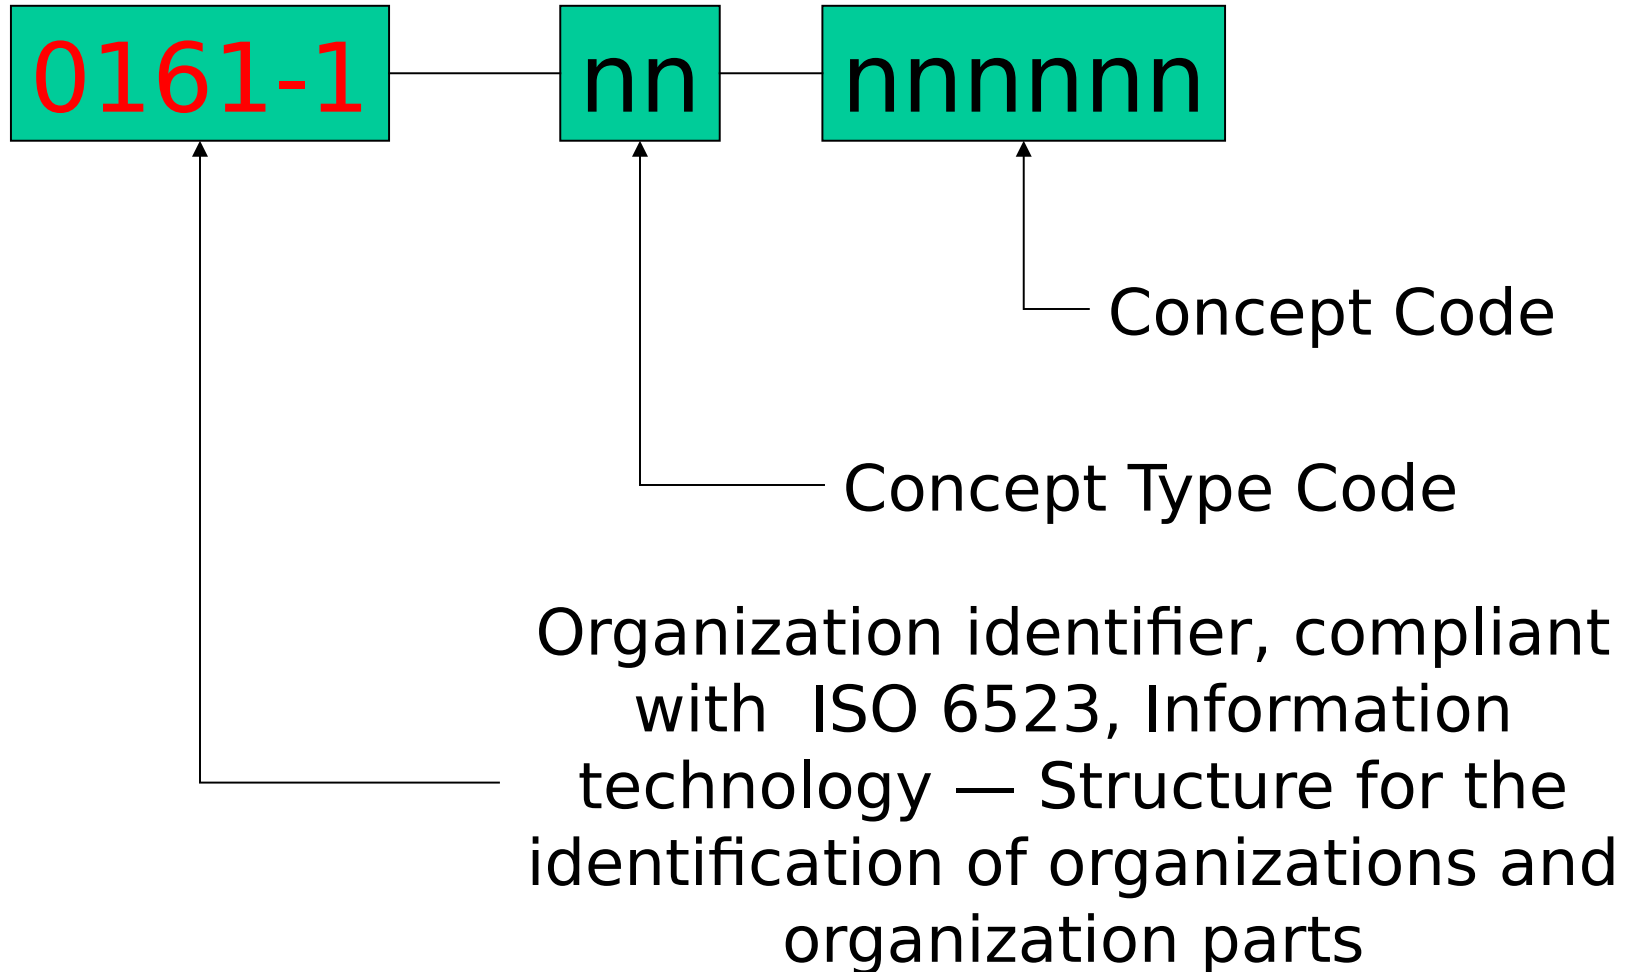 0161-1 nn nnnnnn
Concept Code
Concept Type Code
Organization identifier, compliant
with  ISO 6523, Information
technology — Structure for the
identification of organizations and
organization parts